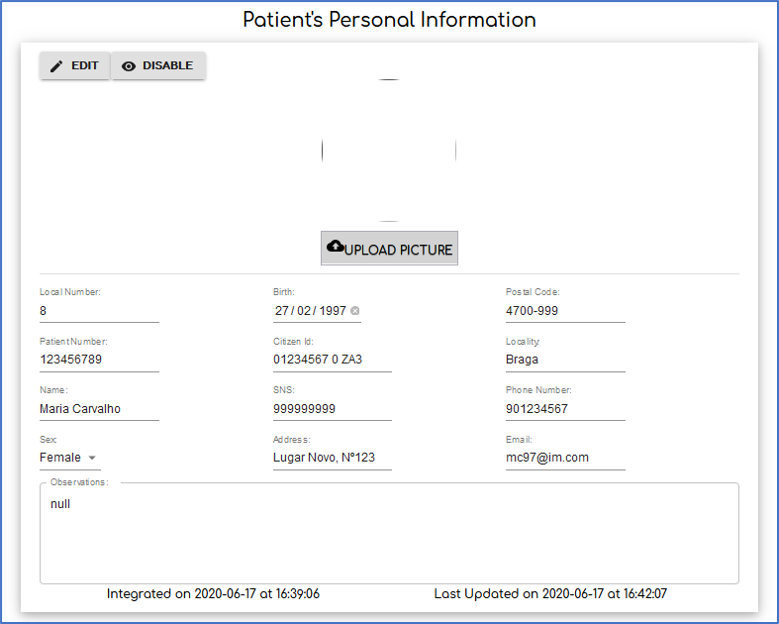 Patient's Personal Information
EDIT DISABLE
UPLOAD PICTURE
Local Number: Birth: Postal Code:
8 27/02/1997 4700-999
Patient Number: Citizen Id: Locality:
123456789 01234567 0 ZA3 Braga
Name: SNS: Phone Number:
Maria Carvalho 999999999 901234567
Sex: Address: Email:
Female Lugar Novo, Nº123 mc97@im.com
Observations:
null
Integrated on 2020-06-17 at 16:39:06 Last Updated on 2020-06-17 at 16:42:07